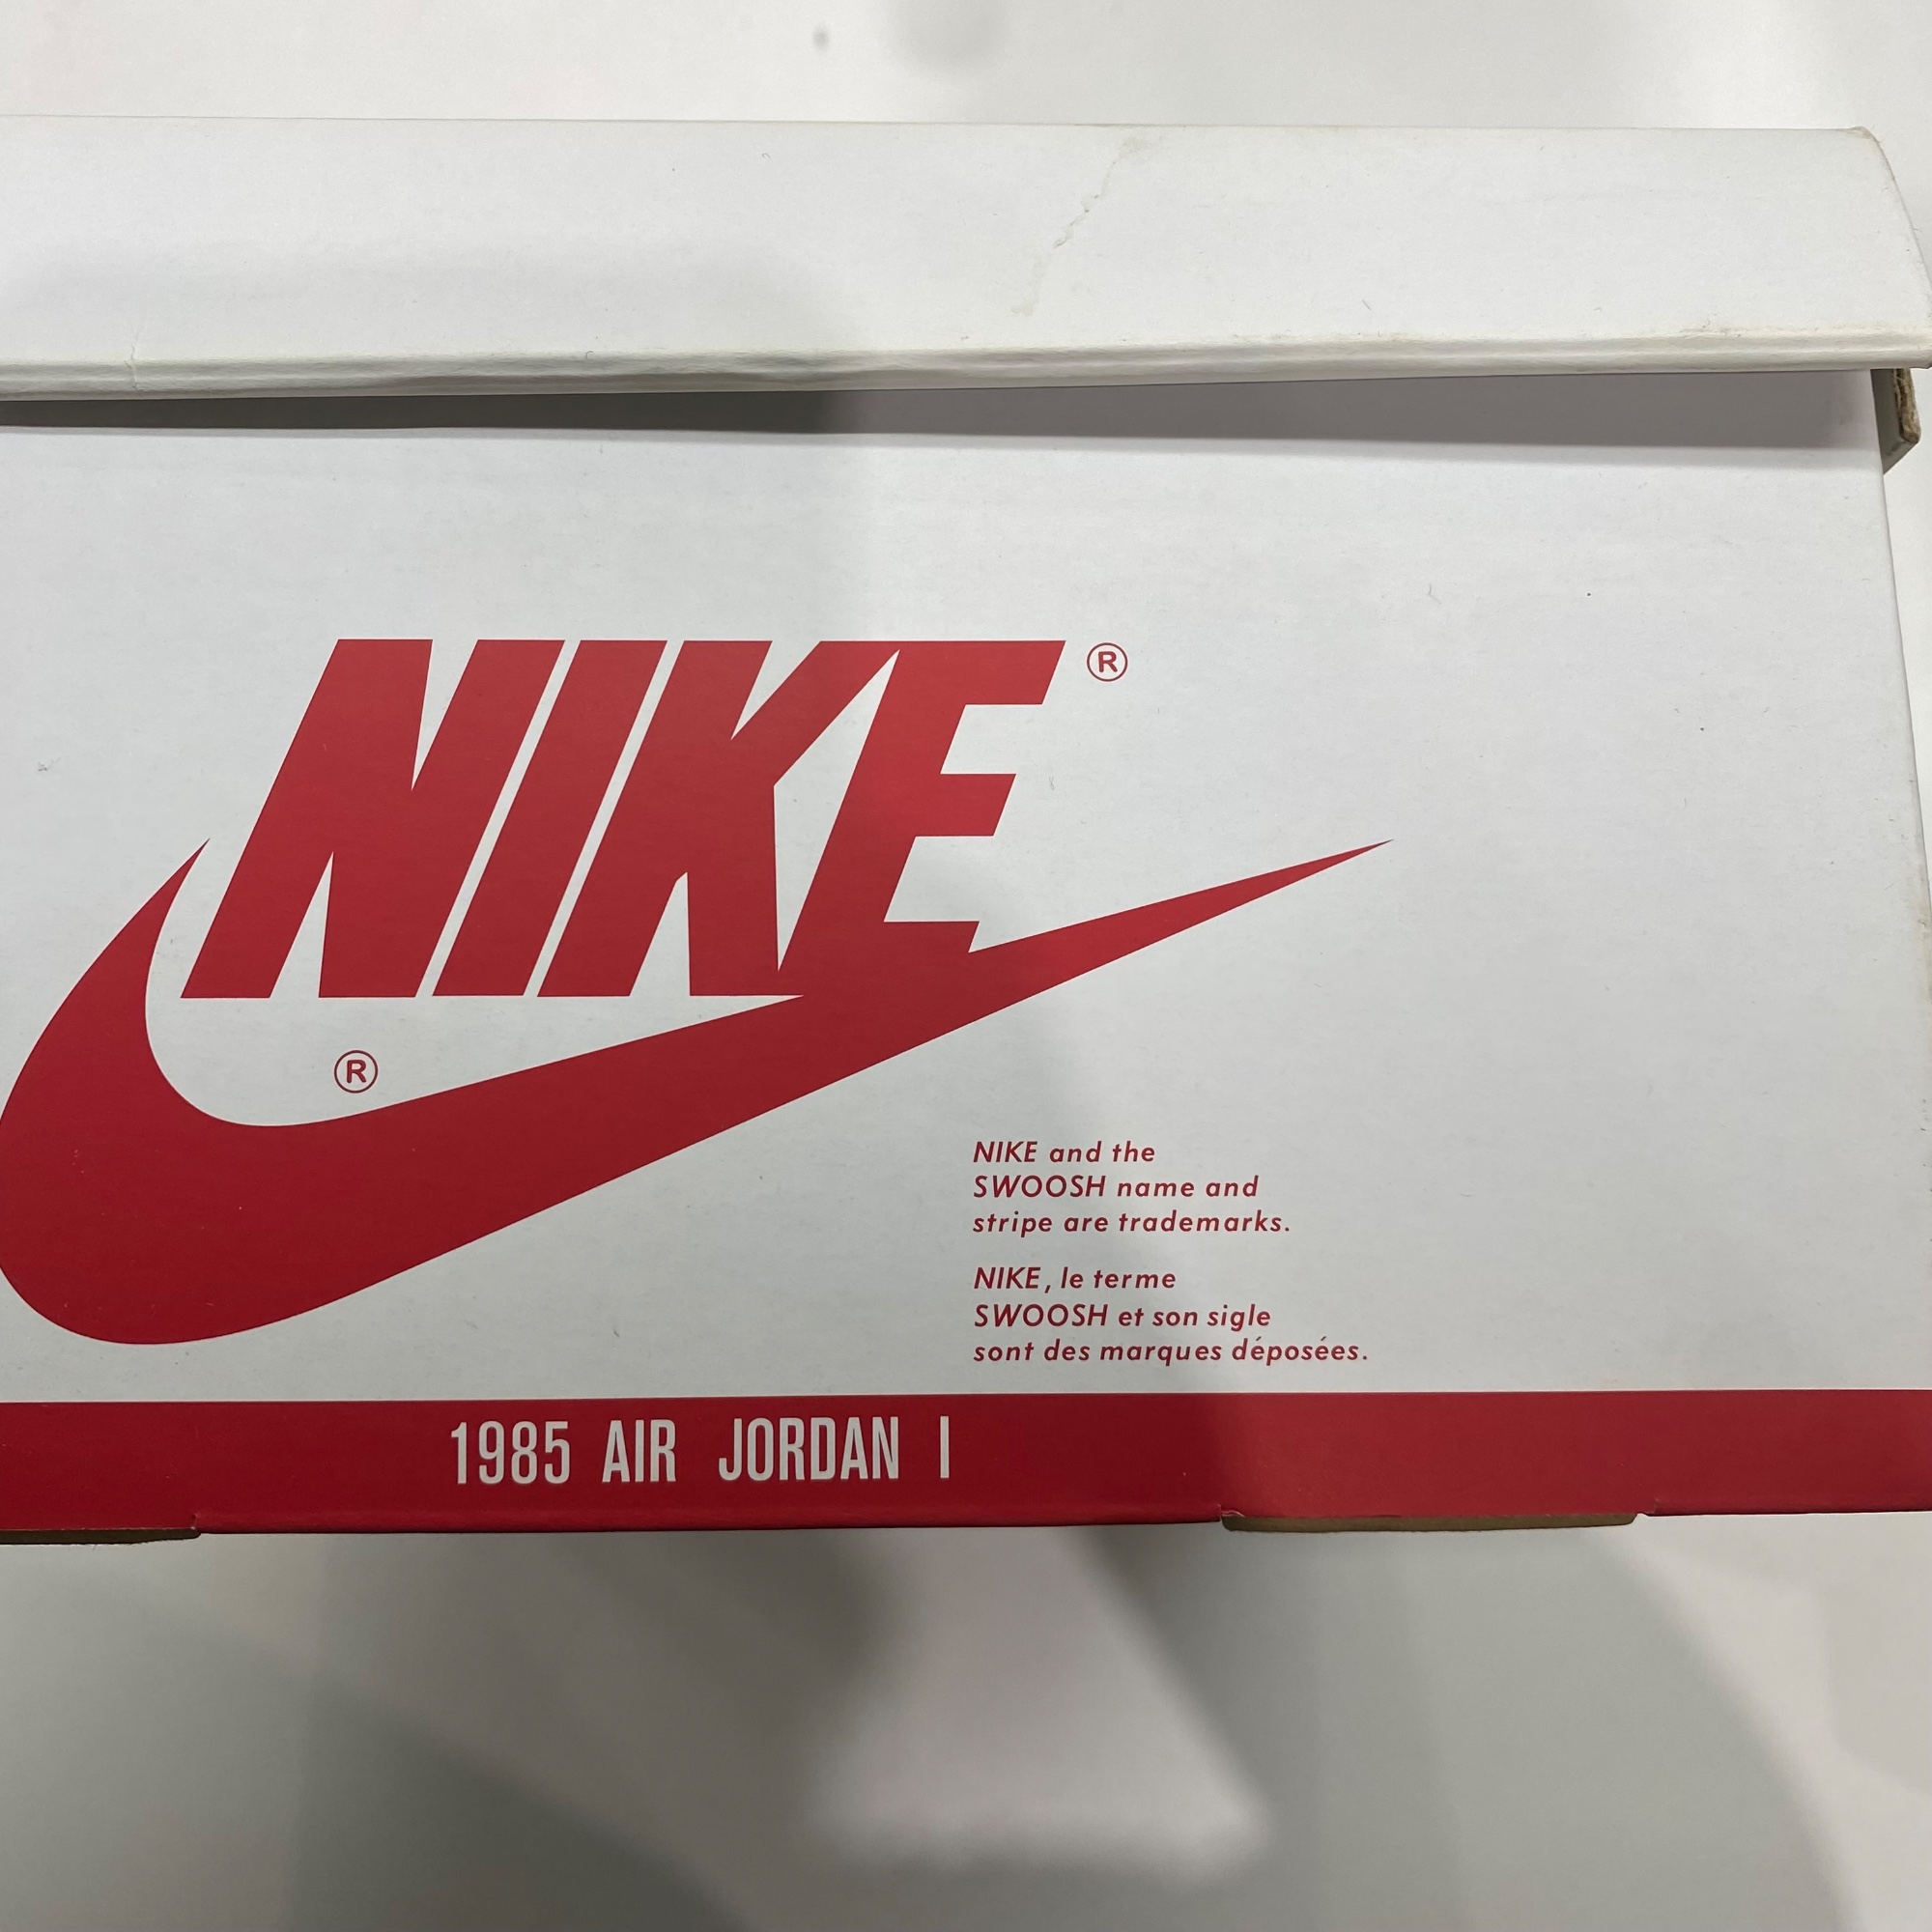 NIKE®
®
NIKE and the
SWOOSH name and
stripe are trademarks.
NIKE, le terme
SWOOSH et son sigle
sont des marques déposées.
1985 AIR JORDAN I